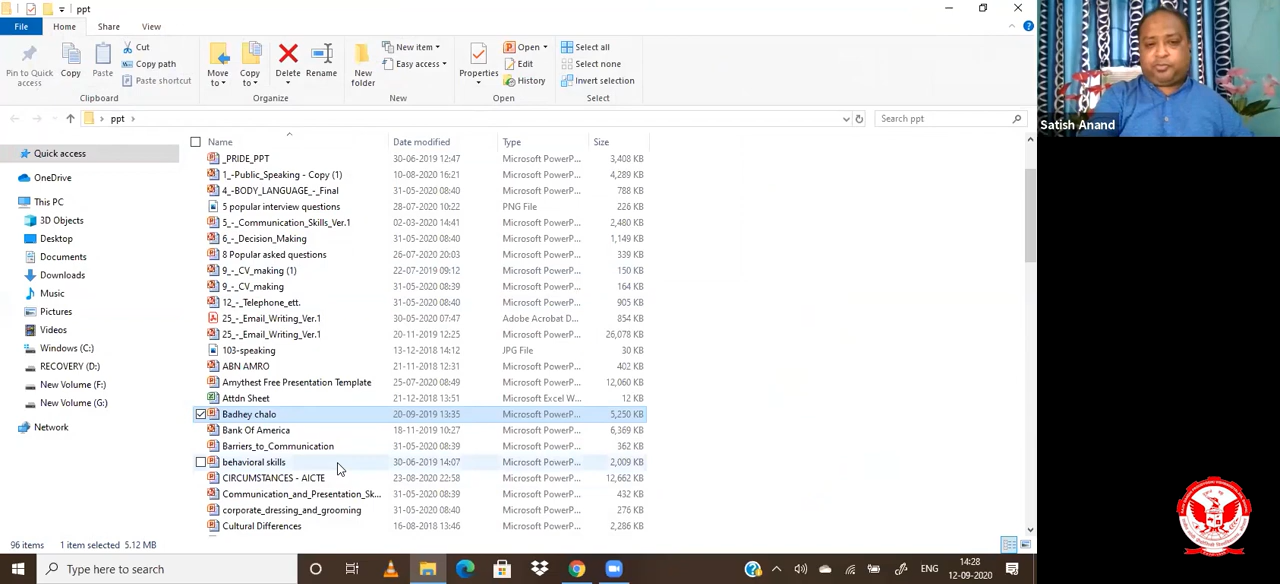 ppt
File Home Share View
Pin to Quick access
Copy
Paste
Cut
Copy path
Paste shortcut
Clipboard
Move to
Copy to
Delete
Rename
Organize
New folder
New item
Easy access
New
Properties
Open
Edit
History
Open
Select all
Select none
Invert selection
Select
ppt
Search ppt
Quick access
OneDrive
This PC
3D Objects
Desktop
Documents
Downloads
Music
Pictures
Videos
Windows (C:)
RECOVERY (D:)
New Volume (F:)
New Volume (G:)
Network
Name Date modified Type Size
_PRIDE_PPT 30-06-2019 12:47 Microsoft PowerP... 3,408 KB
1_-Public_Speaking - Copy (1) 10-08-2020 16:21 Microsoft PowerP... 4,289 KB
4_-BODY_LANGUAGE_-_Final 31-05-2020 08:40 Microsoft PowerP... 788 KB
5 popular interview questions 28-07-2020 10:22 PNG File 226 KB
5_-_Communication_Skills_Ver.1 02-03-2020 14:41 Microsoft PowerP... 2,480 KB
6_-_Decision_Making 31-05-2020 08:40 Microsoft PowerP... 1,149 KB
8 Popular asked questions 26-07-2020 20:03 Microsoft PowerP... 339 KB
9_-_CV_making (1) 22-07-2019 09:12 Microsoft PowerP... 150 KB
9_-_CV_making 31-05-2020 08:39 Microsoft PowerP... 164 KB
12_-_Telephone_ett. 31-05-2020 08:40 Microsoft PowerP... 905 KB
25_-_Email_Writing_Ver.1 30-05-2020 07:47 Adobe Acrobat D... 854 KB
25_-_Email_Writing_Ver.1 20-11-2019 12:25 Microsoft PowerP... 26,078 KB
103-speaking 13-12-2018 14:12 JPG File 30 KB
ABN AMRO 21-11-2018 12:31 Microsoft PowerP... 402 KB
Amythest Free Presentation Template 25-07-2020 08:49 Microsoft PowerP... 12,060 KB
Attdn Sheet 21-12-2018 13:51 Microsoft Excel W... 12 KB
Badhey chalo 20-09-2019 13:35 Microsoft PowerP... 5,250 KB
Bank Of America 18-11-2019 10:27 Microsoft PowerP... 6,369 KB
Barriers_to_Communication 31-05-2020 08:39 Microsoft PowerP... 362 KB
behavioral skills 30-06-2019 14:07 Microsoft PowerP... 2,009 KB
CIRCUMSTANCES - AICTE 23-08-2020 22:58 Microsoft PowerP... 12,662 KB
Communication_and_Presentation_Sk... 31-05-2020 08:39 Microsoft PowerP... 432 KB
corporate_dressing_and_grooming 31-05-2020 08:40 Microsoft PowerP... 276 KB
Cultural Differences 16-08-2018 13:46 Microsoft PowerP... 2,286 KB
96 items 1 item selected 5.12 MB
Type here to search
ENG
14:28
12-09-2020
Satish Anand